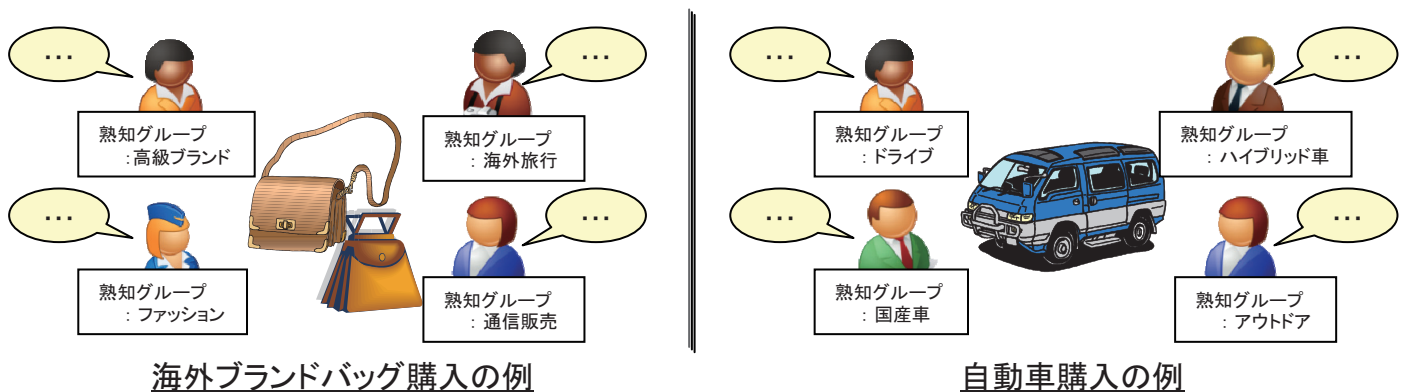 ...
...
熟知グループ
：高級ブランド
熟知グループ
：海外旅行
...
...
熟知グループ
：ファッション
熟知グループ
：通信販売
海外ブランドバッグ購入の例
...
...
熟知グループ
：ドライブ
熟知グループ
：ハイブリッド車
...
...
熟知グループ
：国産車
熟知グループ
：アウトドア
自動車購入の例